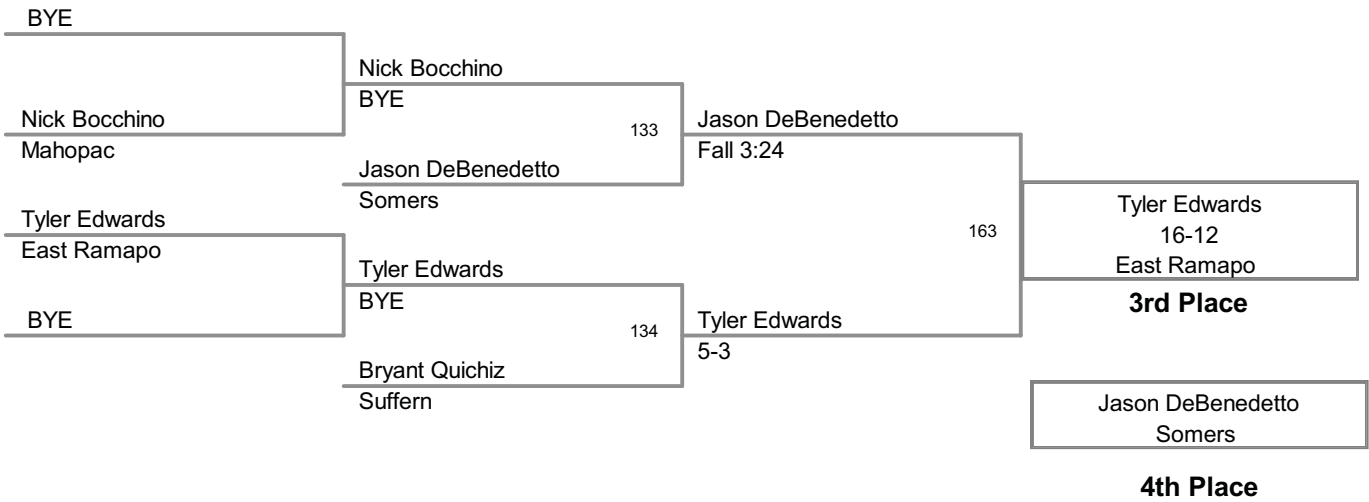 BYE
Nick Bocchino
BYE
Nick Bocchino
Mahopac
133
Jason DeBenedetto
Fall 3:24
Jason DeBenedetto
Somers
Tyler Edwards
East Ramapo
163
Tyler Edwards
16-12
East Ramapo
3rd Place
Tyler Edwards
BYE
BYE
134
Tyler Edwards
5-3
Bryant Quichiz
Suffern
Jason DeBenedetto
Somers
4th Place